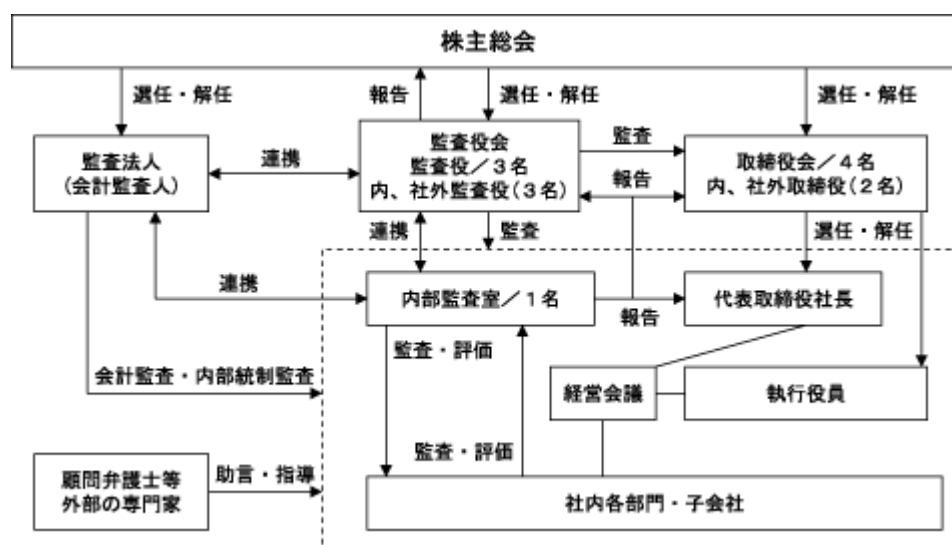 株主総会
選任・解任
報告
選任・解任
選任・解任
監査法人
(会計監査人)
連携
監査役会
監査役／3名
内、社外監査役(3名)
監査
報告
取締役会／4名
内、社外取締役(2名)
連携
監査
選任・解任
連携
内部監査室／1名
報告
代表取締役社長
監査・評価
会計監査・内部統制監査
経営会議
執行役員
監査・評価
顧問弁護士等
外部の専門家
助言・指導
社内各部門・子会社